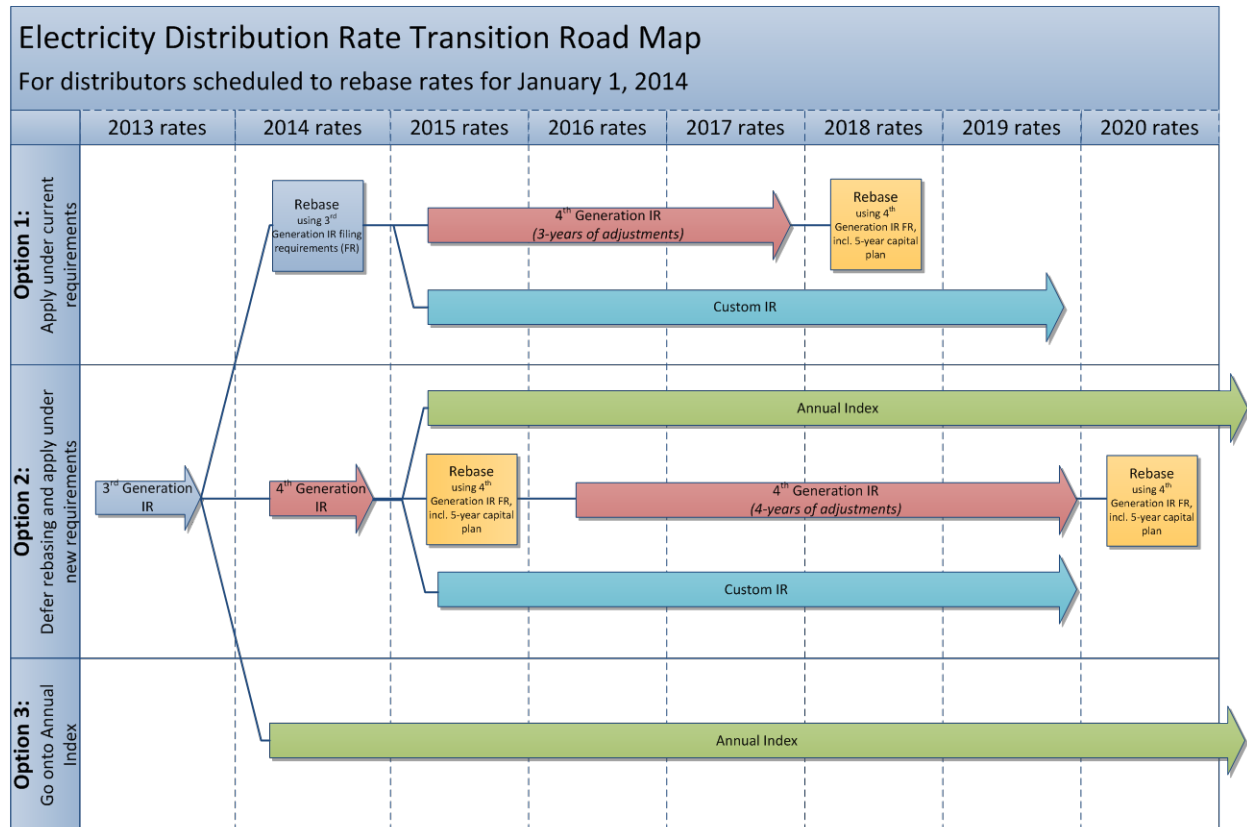 Electricity Distribution Rate Transition Road Map
For distributors scheduled to rebase rates for January 1, 2014
2013 rates
2014 rates
2015 rates
2016 rates
2017 rates
2018 rates
2019 rates
2020 rates
Option 1:
Apply under current
requirements
Rebase
using 3rd
Generation IR filing
requirements (FR)
4th Generation IR
(3-years of adjustments)
Rebase
using 4th
Generation IR FR,
incl. 5-year capital
plan
Custom IR
Option 2:
Defer rebasing and apply under
new requirements
Annual Index
3rd Generation
IR
4th Generation
IR
Rebase
using 4th
Generation IR FR,
incl. 5-year capital
plan
4th Generation IR
(4-years of adjustments)
Rebase
using 4th
Generation IR FR,
incl. 5-year capital
plan
Custom IR
Option 3:
Go onto Annual
Index
Annual Index